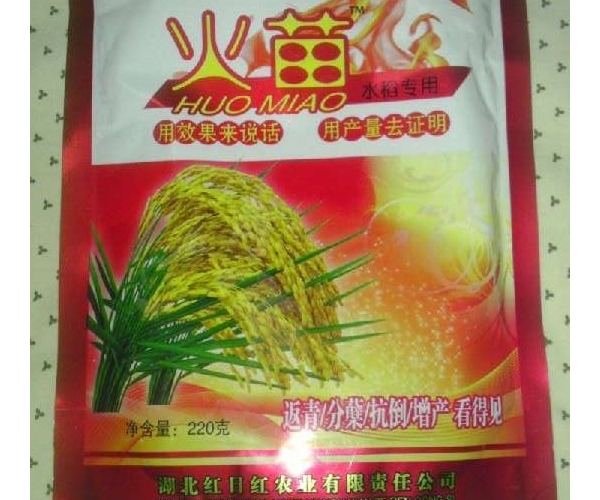 火苗™
HUO MIAO 水稻专用
用效果来说话 用产量去证明
返青/分蘖/抗倒/增产 看得见
净含量：220克
湖北红日红农业有限责任公司